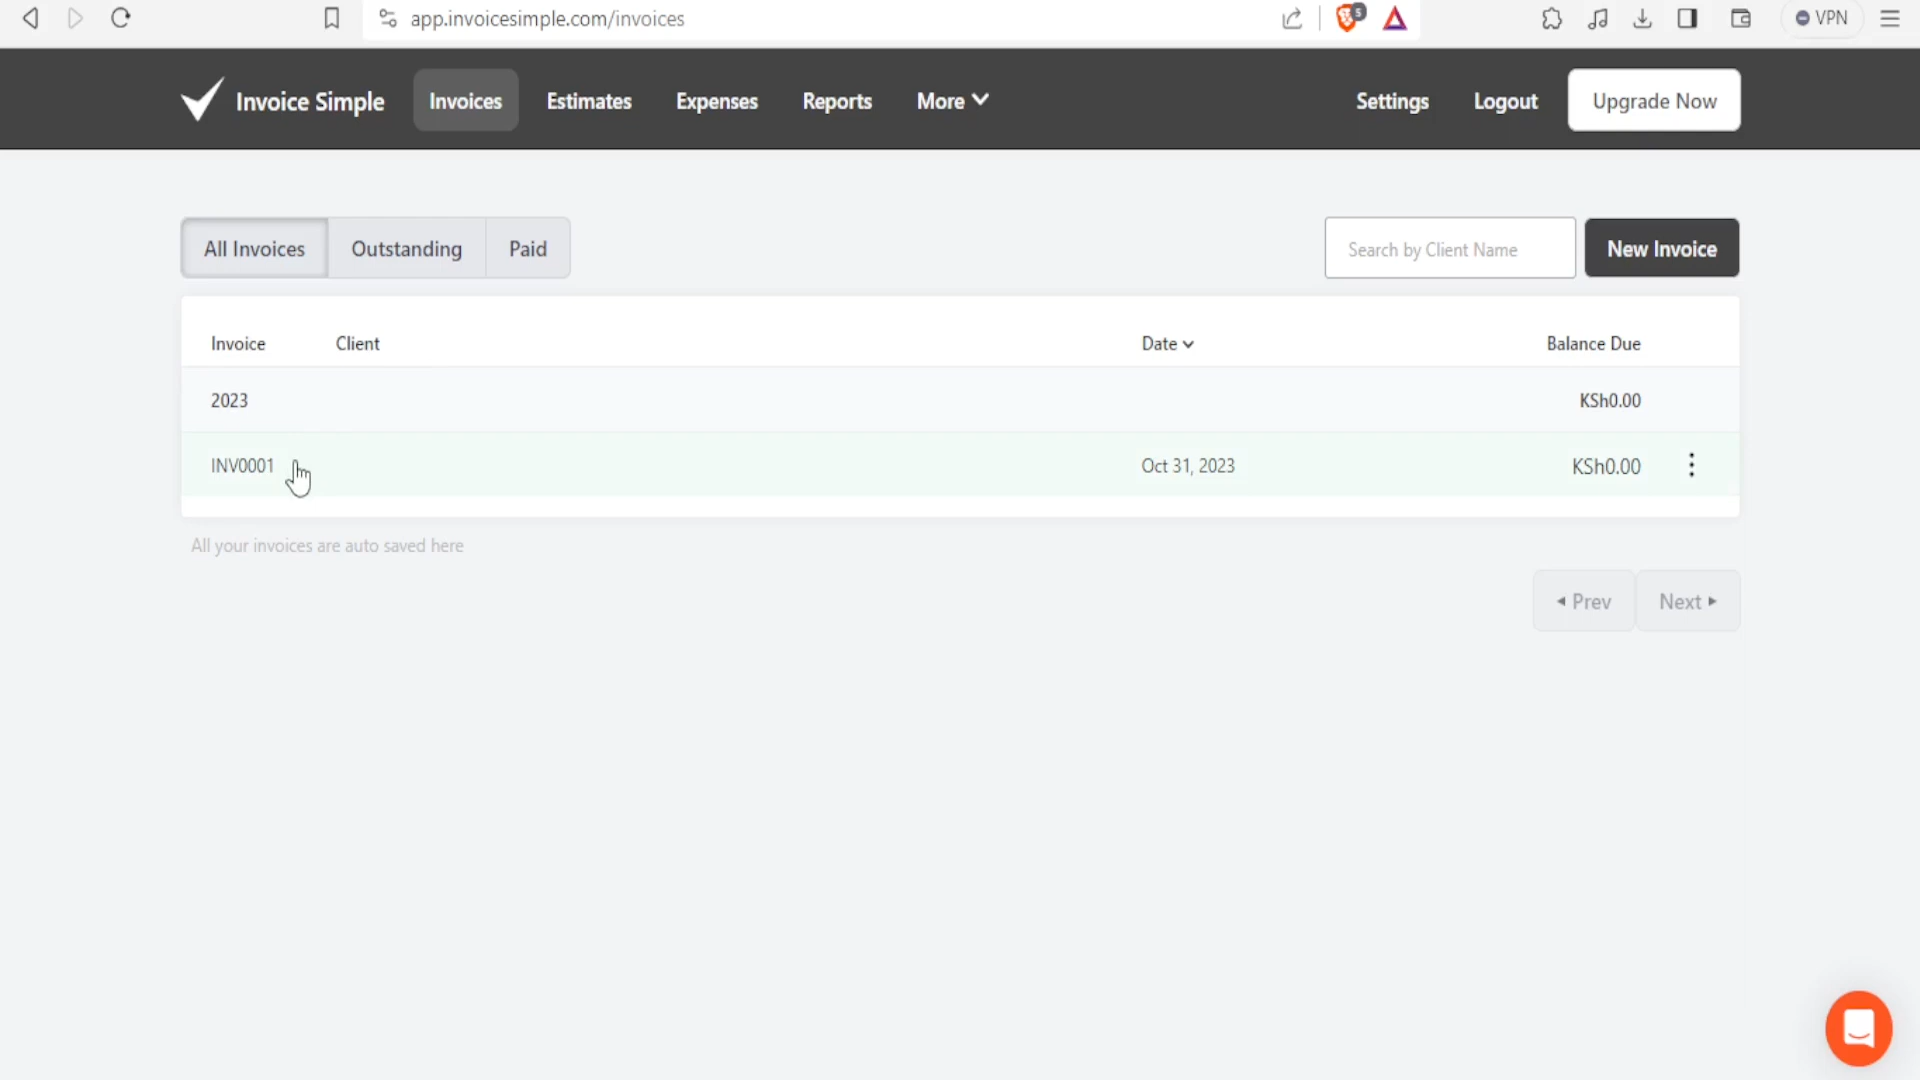 app.invoicesimple.com/invoices
5
VPN
Invoice Simple
Invoices
Estimates
Expenses
Reports
More
Settings
Logout
Upgrade Now
All Invoices
Outstanding
Paid
Search by Client Name
New Invoice
Invoice Client Date Balance Due
2023 KSh0.00
INV0001 Oct 31, 2023 KSh0.00
All your invoices are auto saved here
Prev
Next